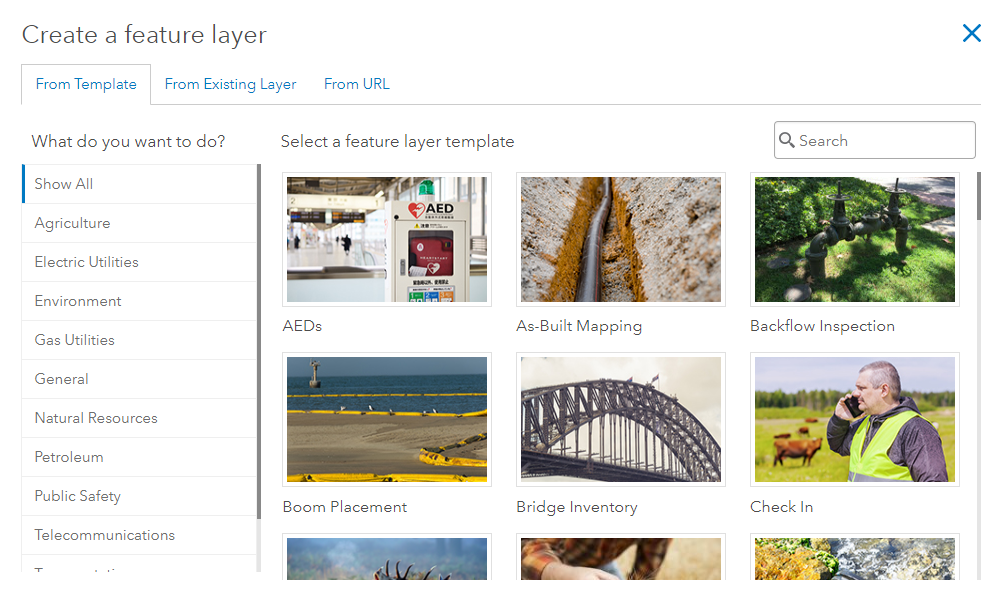 Create a feature layer
From Template
From Existing Layer
From URL
What do you want to do?
Show All
Agriculture
Electric Utilities
Environment
Gas Utilities
General
Natural Resources
Petroleum
Public Safety
Telecommunications
Select a feature layer template
Search
AED
AEDs
As-Built Mapping
Backflow Inspection
Boom Placement
Bridge Inventory
Check In